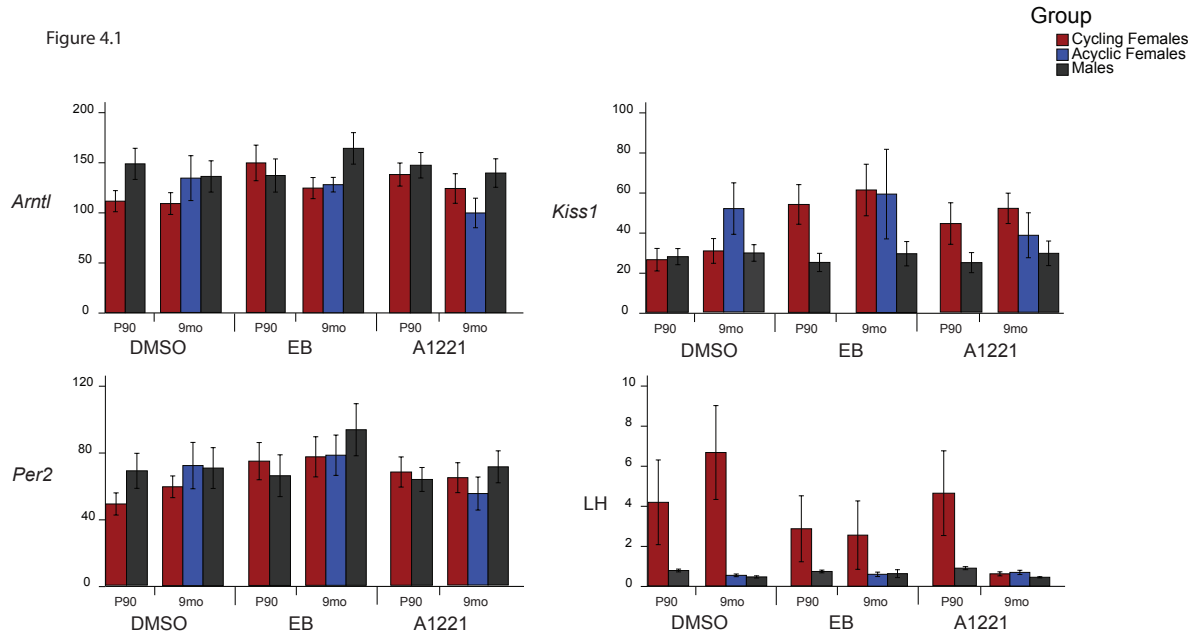 Figure 4.1
Group
Cycling Females
Acyclic Females
Males
Arntl
200
150
100
50
0
P90 9mo P90 9mo P90 9mo
DMSO EB A1221
Kiss1
100
80
60
40
20
0
P90 9mo P90 9mo P90 9mo
DMSO EB A1221
Per2
120
80
40
0
P90 9mo P90 9mo P90 9mo
DMSO EB A1221
LH
10
8
6
4
2
0
P90 9mo P90 9mo P90 9mo
DMSO EB A1221